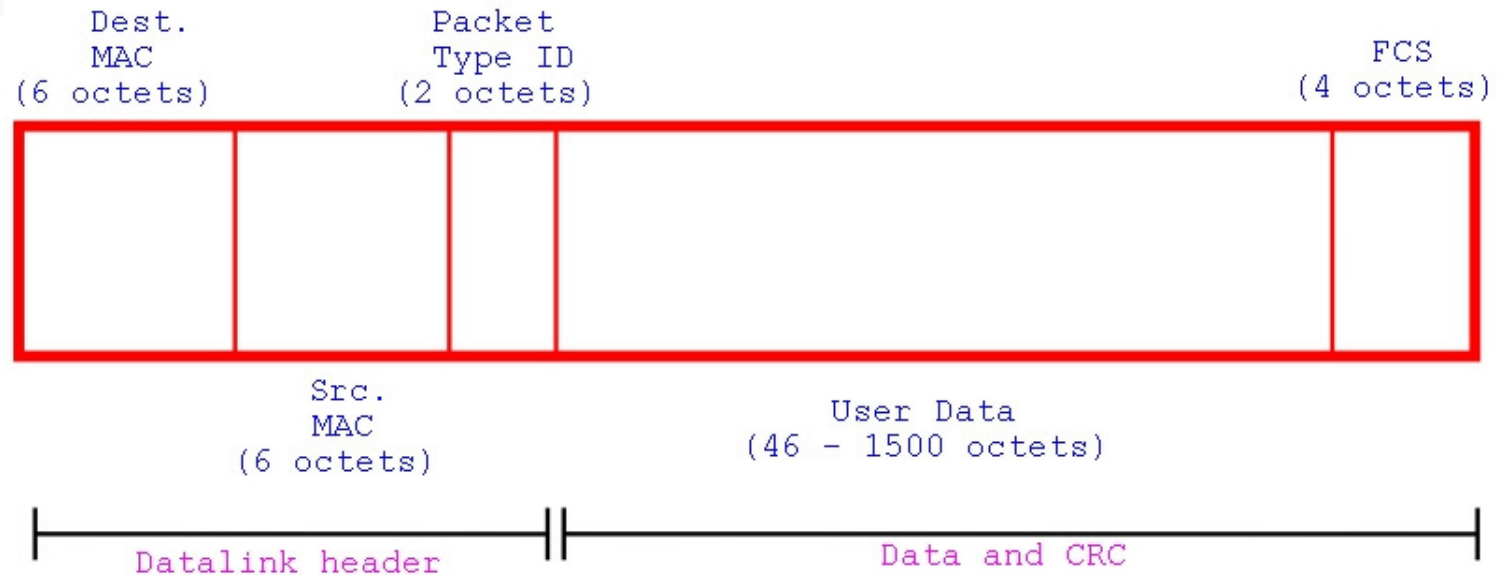 Dest.
MAC
(6 octets)
Packet
Type ID
(2 octets)
FCS
(4 octets)
Src.
MAC
(6 octets)
User Data
(46 - 1500 octets)
Datalink header
Data and CRC